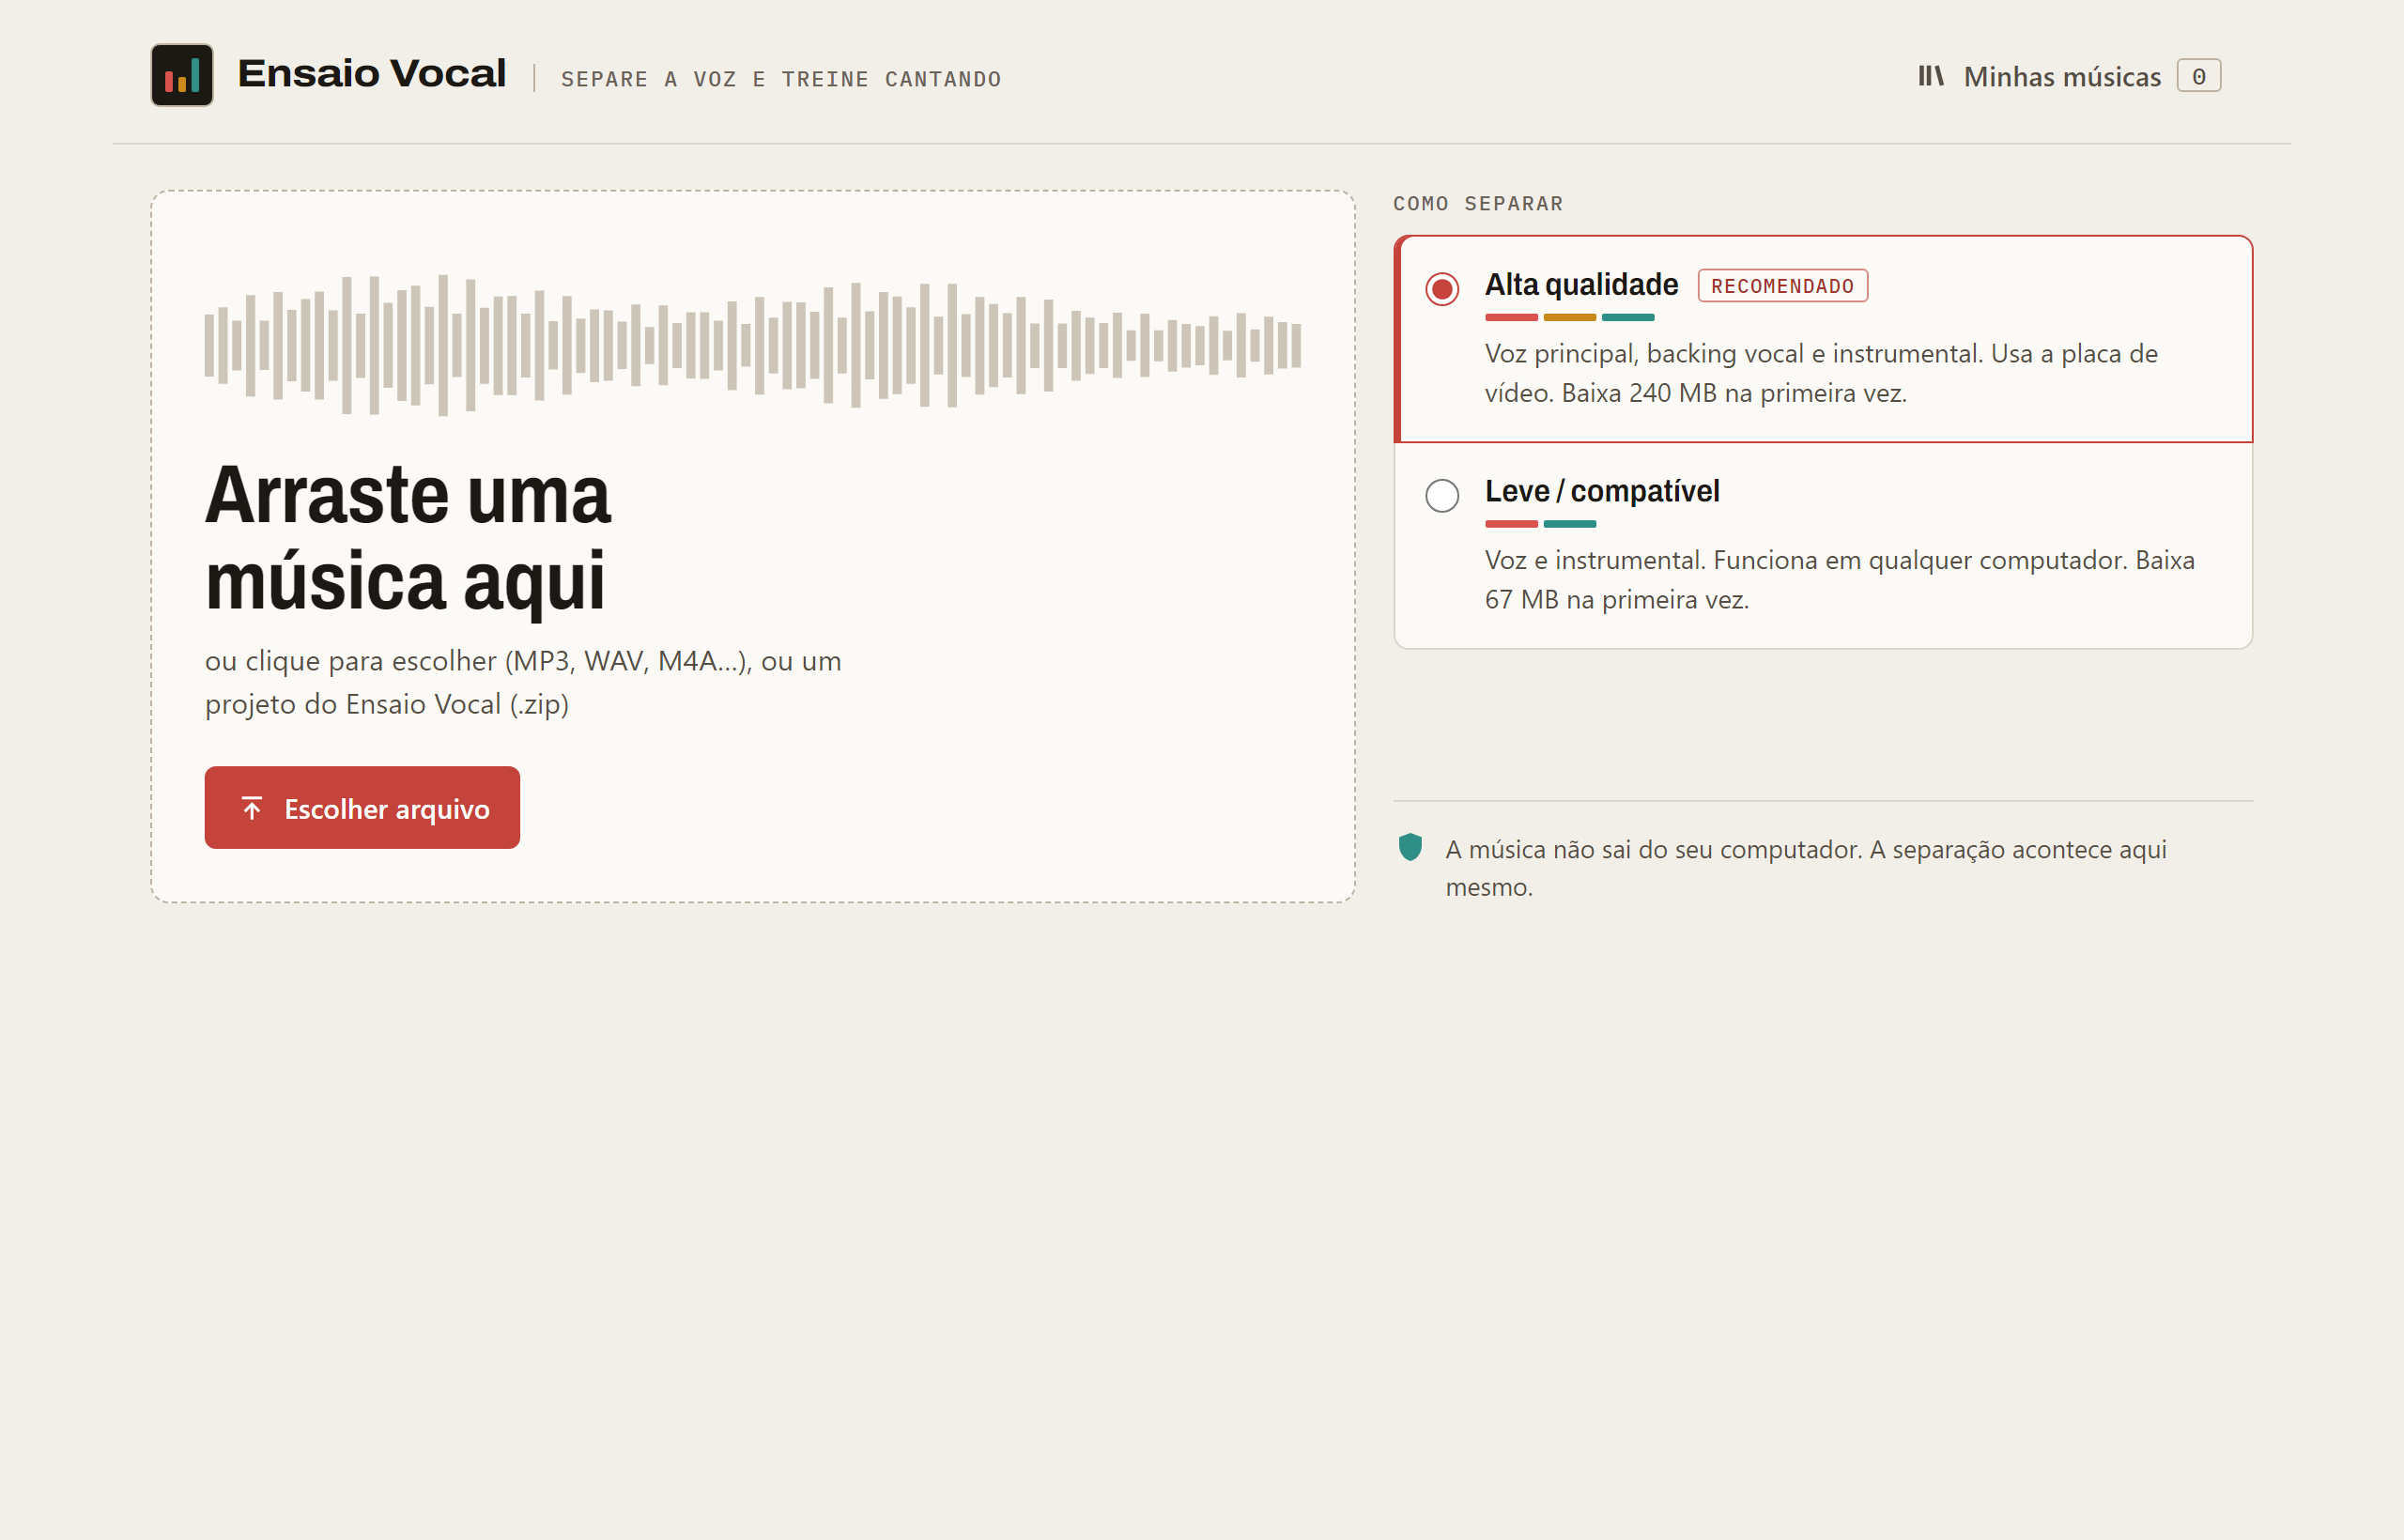 Ensaio Vocal
SEPARE A VOZ E TREINE CANTANDO
Minhas músicas 0
Arraste uma
música aqui
ou clique para escolher (MP3, WAV, M4A...), ou um
projeto do Ensaio Vocal (.zip)
Escolher arquivo
COMO SEPARAR
Alta qualidade RECOMENDADO
Voz principal, backing vocal e instrumental. Usa a placa de
vídeo. Baixa 240 MB na primeira vez.
Leve / compatível
Voz e instrumental. Funciona em qualquer computador. Baixa
67 MB na primeira vez.
A música não sai do seu computador. A separação acontece aqui
mesmo.